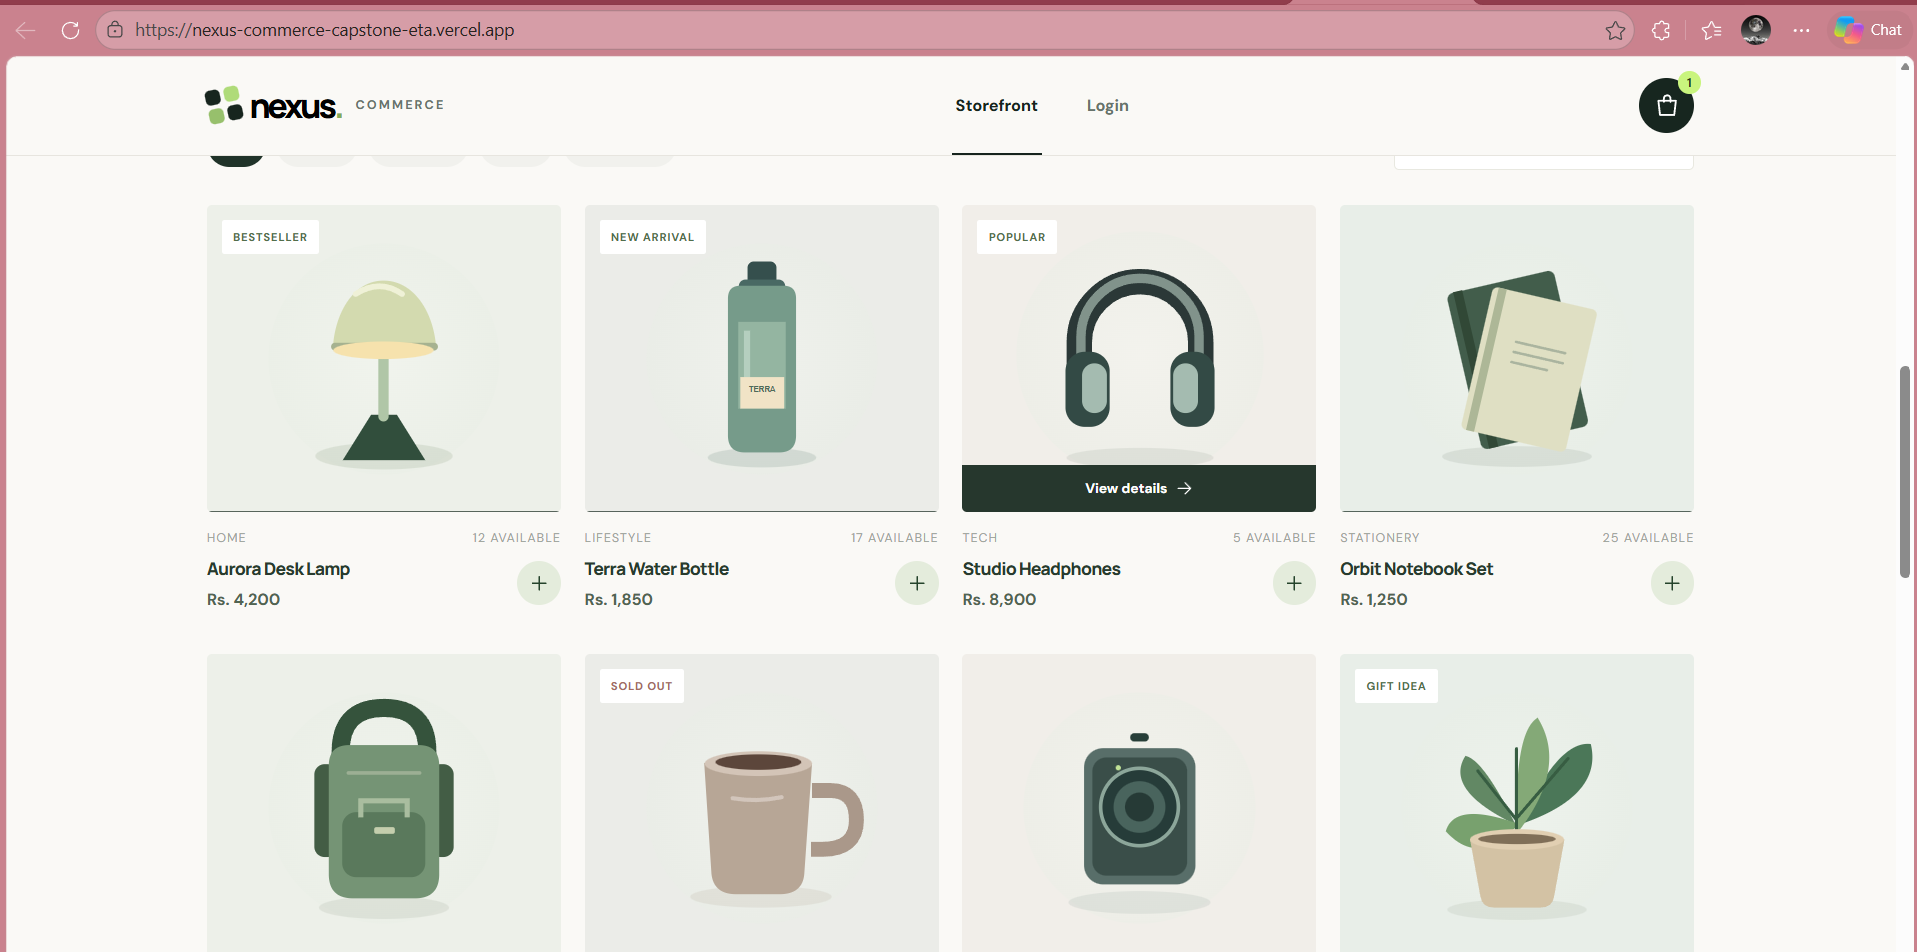 https://nexus-commerce-capstone-eta.vercel.app
Chat
nexus. COMMERCE
Storefront
Login
1
BESTSELLER
NEW ARRIVAL
TERRA
POPULAR
View details →
HOME
12 AVAILABLE
Aurora Desk Lamp
Rs. 4,200
LIFESTYLE
17 AVAILABLE
Terra Water Bottle
Rs. 1,850
TECH
5 AVAILABLE
Studio Headphones
Rs. 8,900
STATIONERY
25 AVAILABLE
Orbit Notebook Set
Rs. 1,250
SOLD OUT
GIFT IDEA